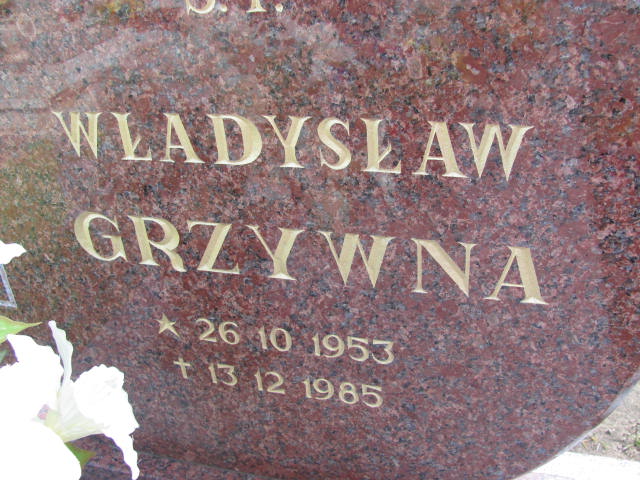 Ś.P.
WŁADYSŁAW
GRZYWNA
★ 26 10 1953
✝ 13 12 1985